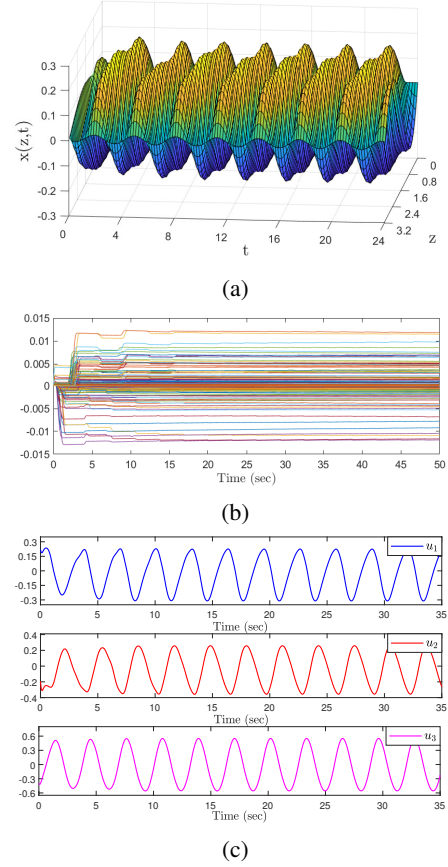 0.3
0.2
0.1
0
-0.1
-0.2
-0.3
x(z,t)
0 4 8 12 16 20 24
t
0
0.8
1.6
2.4
3.2
z
(a)
0.015
0.01
0.005
0
-0.005
-0.01
-0.015
0 5 10 15 20 25 30 35 40 45 50
Time (sec)
(b)
0.3
0.1
-0.1
-0.3
u1
0 5 10 15 20 25 30 35
Time (sec)
0.4
0.2
0
-0.2
-0.4
u2
0 5 10 15 20 25 30 35
Time (sec)
0.6
0.3
0
-0.3
-0.6
u3
0 5 10 15 20 25 30 35
Time (sec)
(c)